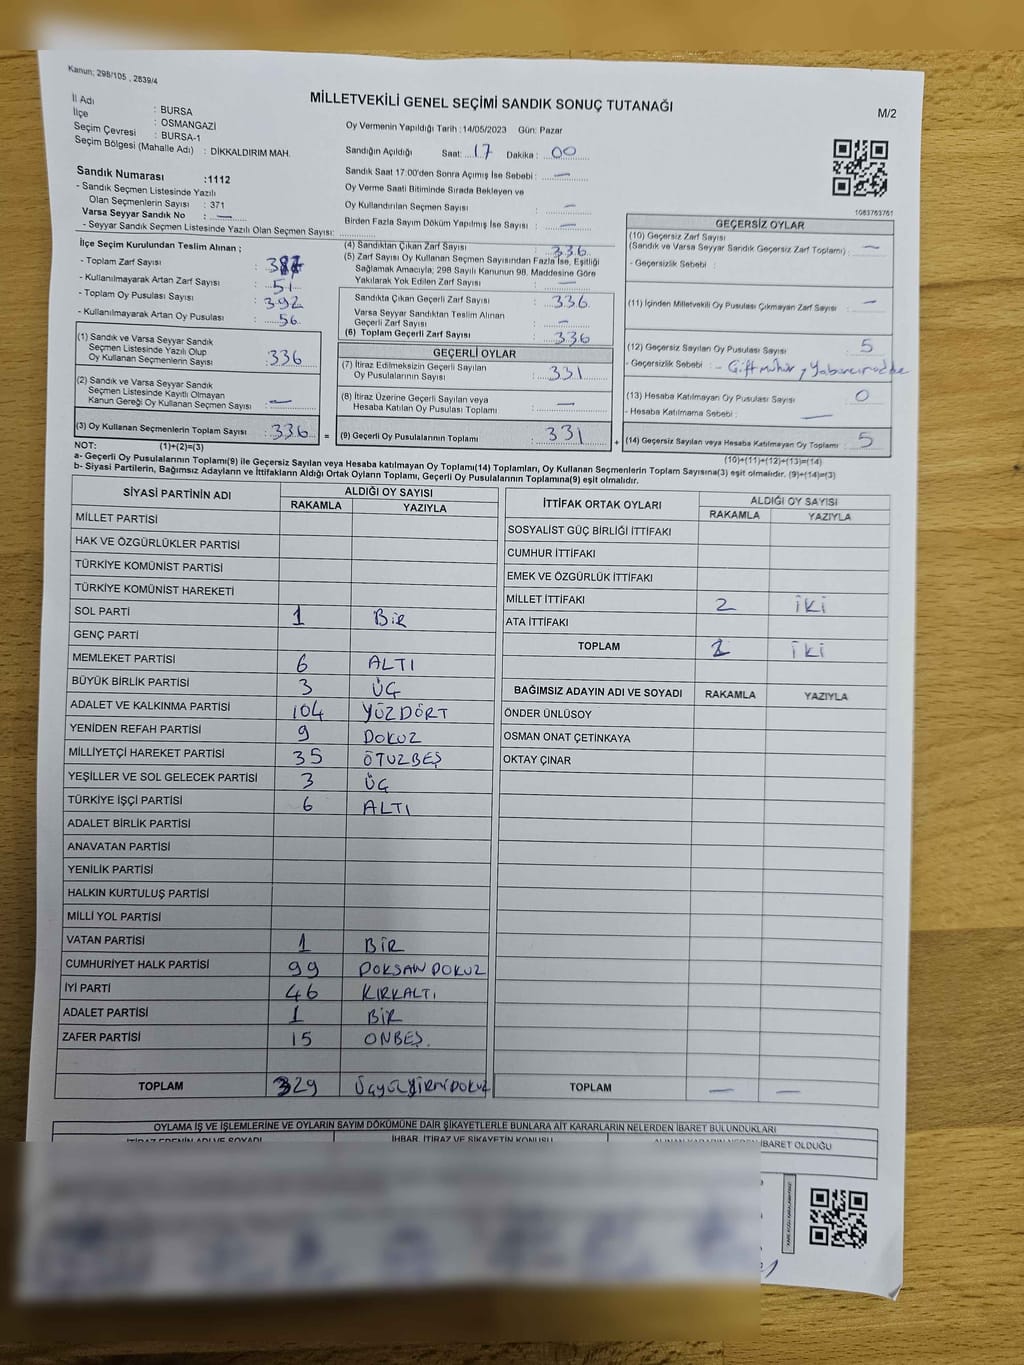 Kanun; 298/105 , 2839/4
MİLLETVEKİLİ GENEL SEÇİMİ SANDIK SONUÇ TUTANAĞI
M/2
İl Adı : BURSA
İlçe : OSMANGAZİ
Seçim Çevresi : BURSA-1
Seçim Bölgesi (Mahalle Adı) : DİKKALDIRIM MAH.
Oy Vermenin Yapıldığı Tarih :14/05/2023 Gün: Pazar
Sandığın Açıldığı Saat: 17 Dakika : 00
Sandık Saat 17:00'den Sonra Açımış İse Sebebi : —
Oy Verme Saati Bitiminde Sırada Bekleyen ve
Oy Kullandırılan Seçmen Sayısı : —
Birden Fazla Sayım Döküm Yapılmış İse Sayısı : —
Sandık Numarası :1112
- Sandık Seçmen Listesinde Yazılı
Olan Seçmenlerin Sayısı : 371
Varsa Seyyar Sandık No : —
- Seyyar Sandık Seçmen Listesinde Yazılı Olan Seçmen Sayısı:
1083763761
İlçe Seçim Kurulundan Teslim Alınan ;
- Toplam Zarf Sayısı :
- Kullanılmayarak Artan Zarf Sayısı : 51
- Toplam Oy Pusulası Sayısı : 392
- Kullanılmayarak Artan Oy Pusulası : 56
(1) Sandık ve Varsa Seyyar Sandık
Seçmen Listesinde Yazılı Olup
Oy Kullanan Seçmenlerin Sayısı : 336
(2) Sandık ve Varsa Seyyar Sandık
Seçmen Listesinde Kayıtlı Olmayan
Kanun Gereği Oy Kullanan Seçmen Sayısı : —
(3) Oy Kullanan Seçmenlerin Toplam Sayısı : 336
(4) Sandıktan Çıkan Zarf Sayısı : 336
(5) Zarf Sayısı Oy Kullanan Seçmen Sayısından Fazla İse, Eşitliği
Sağlamak Amacıyla; 298 Sayılı Kanunun 98. Maddesine Göre
Yakılarak Yok Edilen Zarf Sayısı : —
Sandıkta Çıkan Geçerli Zarf Sayısı : 336
Varsa Seyyar Sandıktan Teslim Alınan
Geçerli Zarf Sayısı : —
(6) Toplam Geçerli Zarf Sayısı : 336
GEÇERLİ OYLAR
(7) İtiraz Edilmeksizin Geçerli Sayılan
Oy Pusulalarının Sayısı : 331
(8) İtiraz Üzerine Geçerli Sayılan veya
Hesaba Katılan Oy Pusulası Toplamı : —
= (9) Geçerli Oy Pusulalarının Toplamı : 331
GEÇERSİZ OYLAR
(10) Geçersiz Zarf Sayısı
(Sandık ve Varsa Seyyar Sandık Geçersiz Zarf Toplamı) : —
- Geçersizlik Sebebi :
(11) İçinden Milletvekili Oy Pusulası Çıkmayan Zarf Sayısı : —
(12) Geçersiz Sayılan Oy Pusulası Sayısı : 5
- Geçersizlik Sebebi : - Gift mühür,
(13) Hesaba Katılmayan Oy Pusulası Sayısı : 0
- Hesaba Katılmama Sebebi : —
+ (14) Geçersiz Sayılan veya Hesaba Katılmayan Oy Toplamı : 5
NOT: (1)+(2)=(3)
(10)+(11)+(12)+(13)=(14)
a- Geçerli Oy Pusulalarının Toplamı(9) ile Geçersiz Sayılan veya Hesaba katılmayan Oy Toplamı(14) Toplamları, Oy Kullanan Seçmenlerin Toplam Sayısına(3) eşit olmalıdır. (9)+(14)=(3)
b- Siyasi Partilerin, Bağımsız Adayların ve İttifakların Aldığı Oyların Toplamı, Geçerli Oy Pusulalarının Toplamına(9) eşit olmalıdır.
SİYASİ PARTİNİN ADI ALDIĞI OY SAYISI
RAKAMLA YAZIYLA
MİLLET PARTİSİ
HAK VE ÖZGÜRLÜKLER PARTİSİ
TÜRKİYE KOMÜNİST PARTİSİ
TÜRKİYE KOMÜNİST HAREKETİ
SOL PARTİ 1 BİR
GENÇ PARTİ
MEMLEKET PARTİSİ 6 ALTI
BÜYÜK BİRLİK PARTİSİ 3 ÜÇ
ADALET VE KALKINMA PARTİSİ 104 YÜZDÖRT
YENİDEN REFAH PARTİSİ 9 DOKUZ
MİLLİYETÇİ HAREKET PARTİSİ 35 OTUZBEŞ
YEŞİLLER VE SOL GELECEK PARTİSİ 3 ÜÇ
TÜRKİYE İŞÇİ PARTİSİ 6 ALTI
ADALET BİRLİK PARTİSİ
ANAVATAN PARTİSİ
YENİLİK PARTİSİ
HALKIN KURTULUŞ PARTİSİ
MİLLİ YOL PARTİSİ
VATAN PARTİSİ 1 BİR
CUMHURİYET HALK PARTİSİ 99 DOKSAN DOKUZ
İYİ PARTİ 46 KIRKALTI
ADALET PARTİSİ 1 BİR
ZAFER PARTİSİ 15 ONBEŞ.
TOPLAM 329 ÜçyüzyirmiDOKUZ
İTTİFAK ORTAK OYLARI ALDIĞI OY SAYISI
RAKAMLA YAZIYLA
SOSYALİST GÜÇ BİRLİĞİ İTTİFAKI
CUMHUR İTTİFAKI
EMEK VE ÖZGÜRLÜK İTTİFAKI
MİLLET İTTİFAKI 2 İKİ
ATA İTTİFAKI
TOPLAM 2 İKİ
BAĞIMSIZ ADAYIN ADI VE SOYADI RAKAMLA YAZIYLA
ÖNDER ÜNLÜSOY
OSMAN ONAT ÇETİNKAYA
OKTAY ÇINAR
TOPLAM — —
OYLAMA İŞ VE İŞLEMLERİNE VE OYLARIN SAYIM DÖKÜMÜNE DAİR ŞİKAYETLERLE BUNLARA AİT KARARLARIN NELERDEN İBARET BULUNDUKLARI
İTİRAZ EDENİN ADI VE SOYADI İHBAR, İTİRAZ VE ŞİKAYETİN KONUSU ALINAN KARARIN NEDEN İBARET OLDUĞU